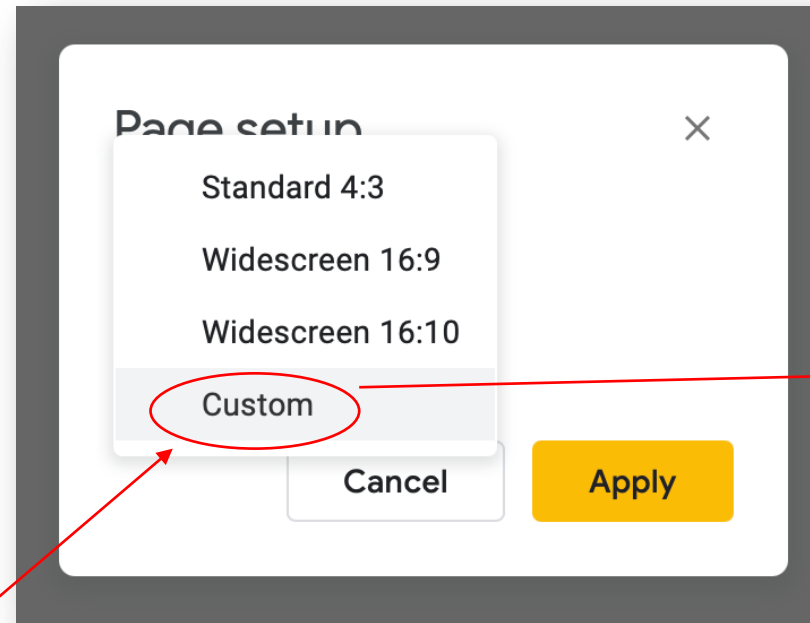 Page setup
Standard 4:3
Widescreen 16:9
Widescreen 16:10
Custom
Cancel
Apply